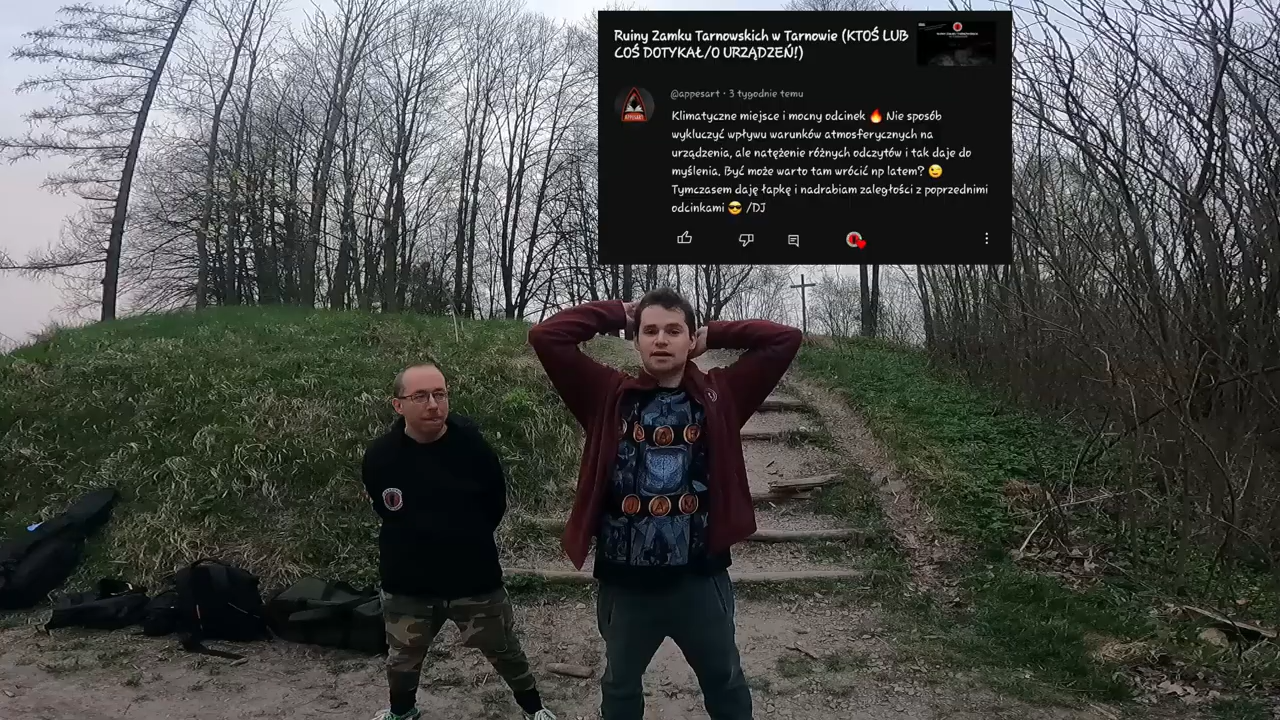 Ruiny Zamku Tarnowskich w Tarnowie (KTOŚ LUB
COŚ DOTYKAŁ/O URZĄDZEŃ!)
@appesart · 3 tygodnie temu
Klimatyczne miejsce i mocny odcinek 🔥 Nie sposób
wykluczyć wpływu warunków atmosferycznych na
urządzenia, ale natężenie różnych odczytów i tak daje do
myślenia. Być może warto tam wrócić np latem? 😉
Tymczasem daję łapkę i nadrabiam zaległości z poprzednimi
odcinkami 😎 /DJ